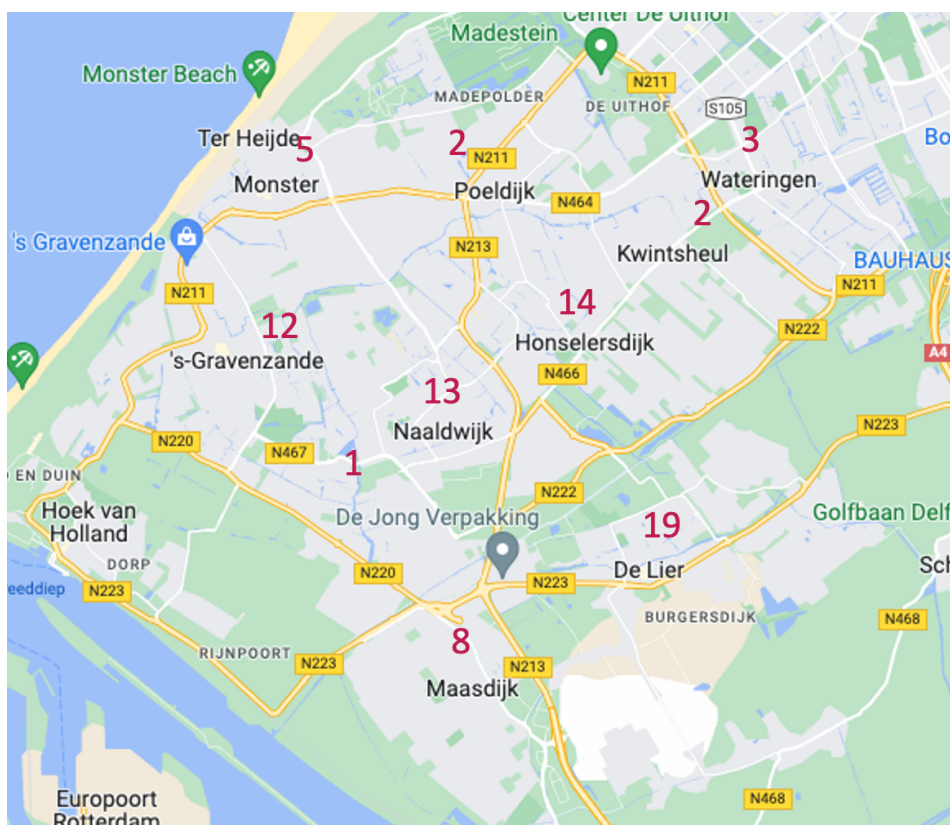 Center De Uithof
Madestein
Monster Beach
N211
MADEPOLDER
DE UITHOF
S105
Bo
Ter Heijde
5
2
N211
3
Monster
Poeldijk
Wateringen
N464
2
's Gravenzande
N213
Kwintsheul
BAUHAUS
N211
N211
14
12
N222
Honselersdijk
A4
's-Gravenzande
N466
13
N223
Naaldwijk
N220
N467
1
EN DUIN
N222
De Jong Verpakking
Hoek van
Holland
19
Golfbaan Delf
DORP
De Lier
Sch
N220
N223
eeddiep
N223
BURGERSDIJK
N468
8
RIJNPOORT
N223
N213
Maasdijk
Europoort
Rotterdam
N468